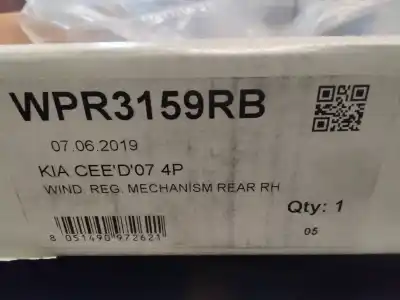 WPR3159RB
07.06.2019
KIA CEE'D'07 4P
WIND. REG. MECHANISM REAR RH
Qty: 1
05
8 051490 972621